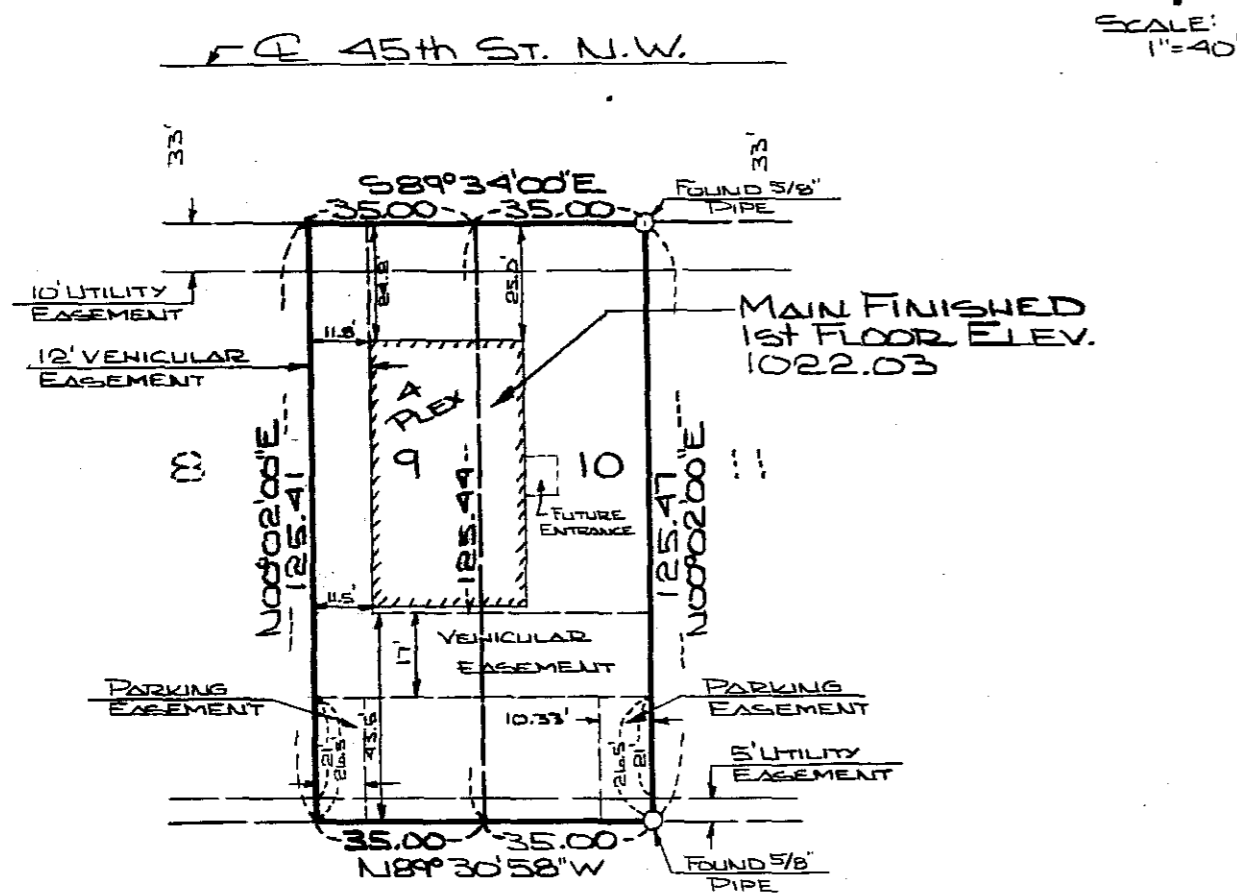 SCALE:
1"=40'
℄ 45th ST. N.W.
33'
33'
S89°34'00"E
35.00
35.00
FOUND 5/8"
PIPE
10' UTILITY
EASEMENT
24.8'
25.0'
11.8'
12' VEHICULAR
EASEMENT
MAIN FINISHED
1ST FLOOR ELEV.
1022.03
4
PLEX
8
9
10
11
N00°02'00"E
125.41
125.44
125.47
N00°02'00"E
FUTURE
ENTRANCE
11.5'
VEHICULAR
EASEMENT
17'
PARKING
EASEMENT
43.5'
10.33'
PARKING
EASEMENT
21'
26.5'
26.5'
21'
5' UTILITY
EASEMENT
35.00
35.00
N89°30'58"W
FOUND 5/8"
PIPE